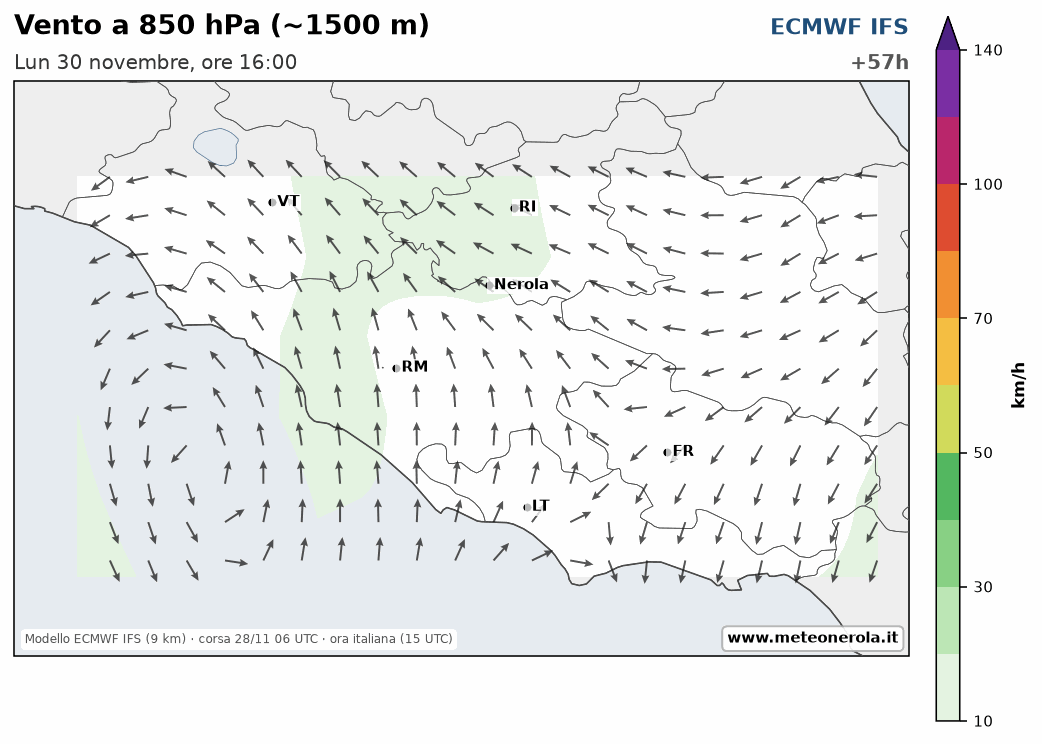 Vento a 850 hPa (~1500 m)
ECMWF IFS
Lun 30 novembre, ore 16:00
+57h
140
100
70
50
30
10
km/h
VT
RI
Nerola
RM
FR
LT
Modello ECMWF IFS (9 km) · corsa 28/11 06 UTC · ora italiana (15 UTC)
www.meteonerola.it